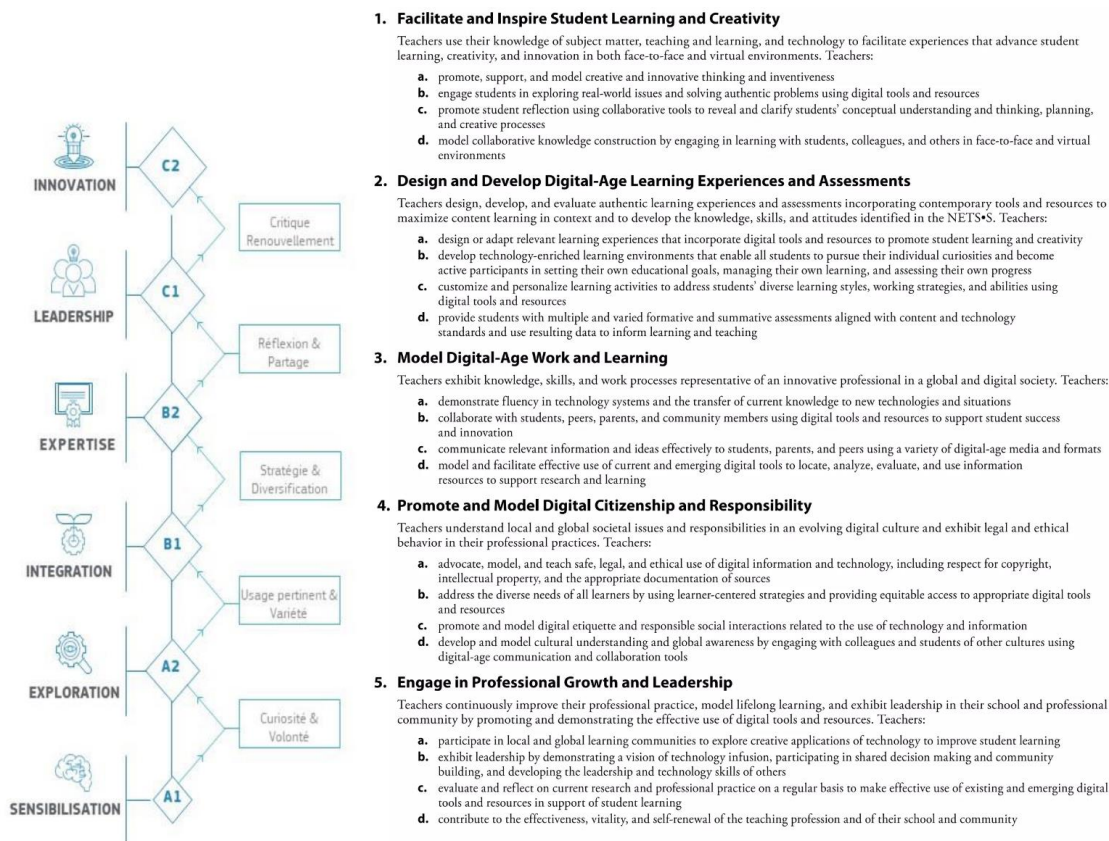 INNOVATION
C2
Critique
Renouvellement
LEADERSHIP
C1
Réflexion &
Partage
EXPERTISE
B2
Stratégie &
Diversification
INTEGRATION
B1
Usage pertinent &
Variété
EXPLORATION
A2
Curiosité &
Volonté
SENSIBILISATION
A1
1. Facilitate and Inspire Student Learning and Creativity
Teachers use their knowledge of subject matter, teaching and learning, and technology to facilitate experiences that advance student
learning, creativity, and innovation in both face-to-face and virtual environments. Teachers:
a. promote, support, and model creative and innovative thinking and inventiveness
b. engage students in exploring real-world issues and solving authentic problems using digital tools and resources
c. promote student reflection using collaborative tools to reveal and clarify students' conceptual understanding and thinking, planning,
and creative processes
d. model collaborative knowledge construction by engaging in learning with students, colleagues, and others in face-to-face and virtual
environments
2. Design and Develop Digital-Age Learning Experiences and Assessments
Teachers design, develop, and evaluate authentic learning experiences and assessments incorporating contemporary tools and resources to
maximize content learning in context and to develop the knowledge, skills, and attitudes identified in the NETS•S. Teachers:
a. design or adapt relevant learning experiences that incorporate digital tools and resources to promote student learning and creativity
b. develop technology-enriched learning environments that enable all students to pursue their individual curiosities and become
active participants in setting their own educational goals, managing their own learning, and assessing their own progress
c. customize and personalize learning activities to address students' diverse learning styles, working strategies, and abilities using
digital tools and resources
d. provide students with multiple and varied formative and summative assessments aligned with content and technology
standards and use resulting data to inform learning and teaching
3. Model Digital-Age Work and Learning
Teachers exhibit knowledge, skills, and work processes representative of an innovative professional in a global and digital society. Teachers:
a. demonstrate fluency in technology systems and the transfer of current knowledge to new technologies and situations
b. collaborate with students, peers, parents, and community members using digital tools and resources to support student success
and innovation
c. communicate relevant information and ideas effectively to students, parents, and peers using a variety of digital-age media and formats
d. model and facilitate effective use of current and emerging digital tools to locate, analyze, evaluate, and use information
resources to support research and learning
4. Promote and Model Digital Citizenship and Responsibility
Teachers understand local and global societal issues and responsibilities in an evolving digital culture and exhibit legal and ethical
behavior in their professional practices. Teachers:
a. advocate, model, and teach safe, legal, and ethical use of digital information and technology, including respect for copyright,
intellectual property, and the appropriate documentation of sources
b. address the diverse needs of all learners by using learner-centered strategies and providing equitable access to appropriate digital tools
and resources
c. promote and model digital etiquette and responsible social interactions related to the use of technology and information
d. develop and model cultural understanding and global awareness by engaging with colleagues and students of other cultures using
digital-age communication and collaboration tools
5. Engage in Professional Growth and Leadership
Teachers continuously improve their professional practice, model lifelong learning, and exhibit leadership in their school and professional
community by promoting and demonstrating the effective use of digital tools and resources. Teachers:
a. participate in local and global learning communities to explore creative applications of technology to improve student learning
b. exhibit leadership by demonstrating a vision of technology infusion, participating in shared decision making and community
building, and developing the leadership and technology skills of others
c. evaluate and reflect on current research and professional practice on a regular basis to make effective use of existing and emerging digital
tools and resources in support of student learning
d. contribute to the effectiveness, vitality, and self-renewal of the teaching profession and of their school and community